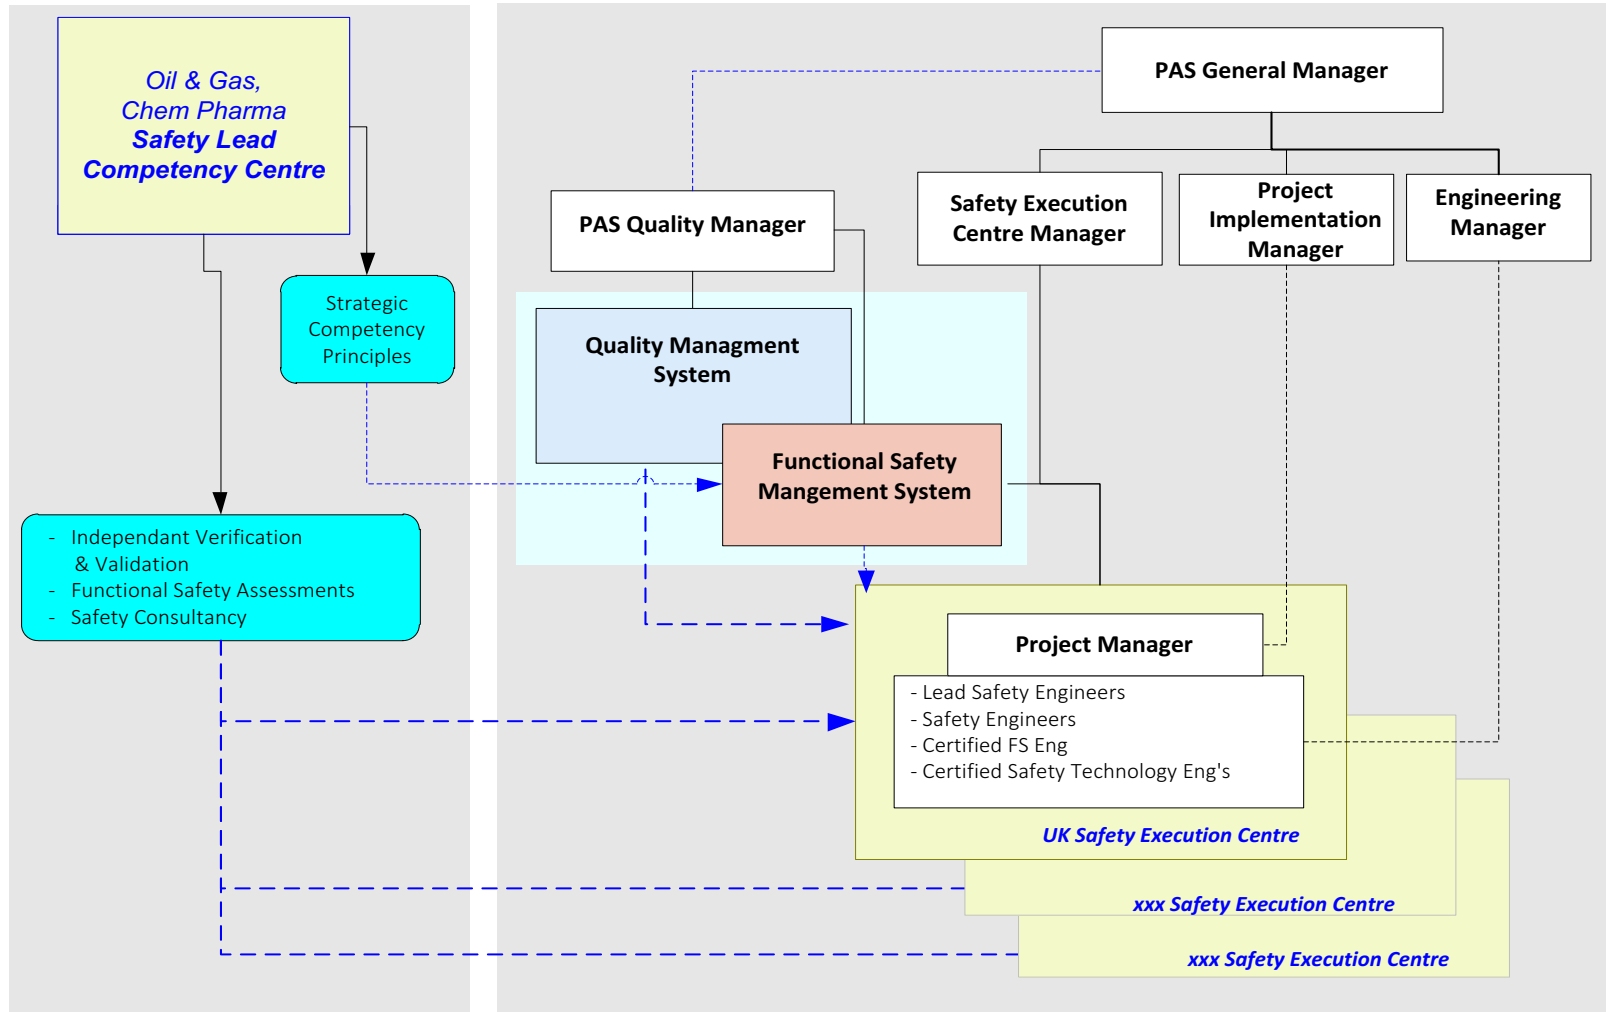 Oil & Gas,
Chem Pharma
Safety Lead
Competency Centre
Strategic
Competency
Principles
- Independant Verification
& Validation
- Functional Safety Assessments
- Safety Consultancy
PAS General Manager
PAS Quality Manager
Safety Execution
Centre Manager
Project
Implementation
Manager
Engineering
Manager
Quality Managment
System
Functional Safety
Mangement System
Project Manager
- Lead Safety Engineers
- Safety Engineers
- Certified FS Eng
- Certified Safety Technology Eng's
UK Safety Execution Centre
xxx Safety Execution Centre
xxx Safety Execution Centre